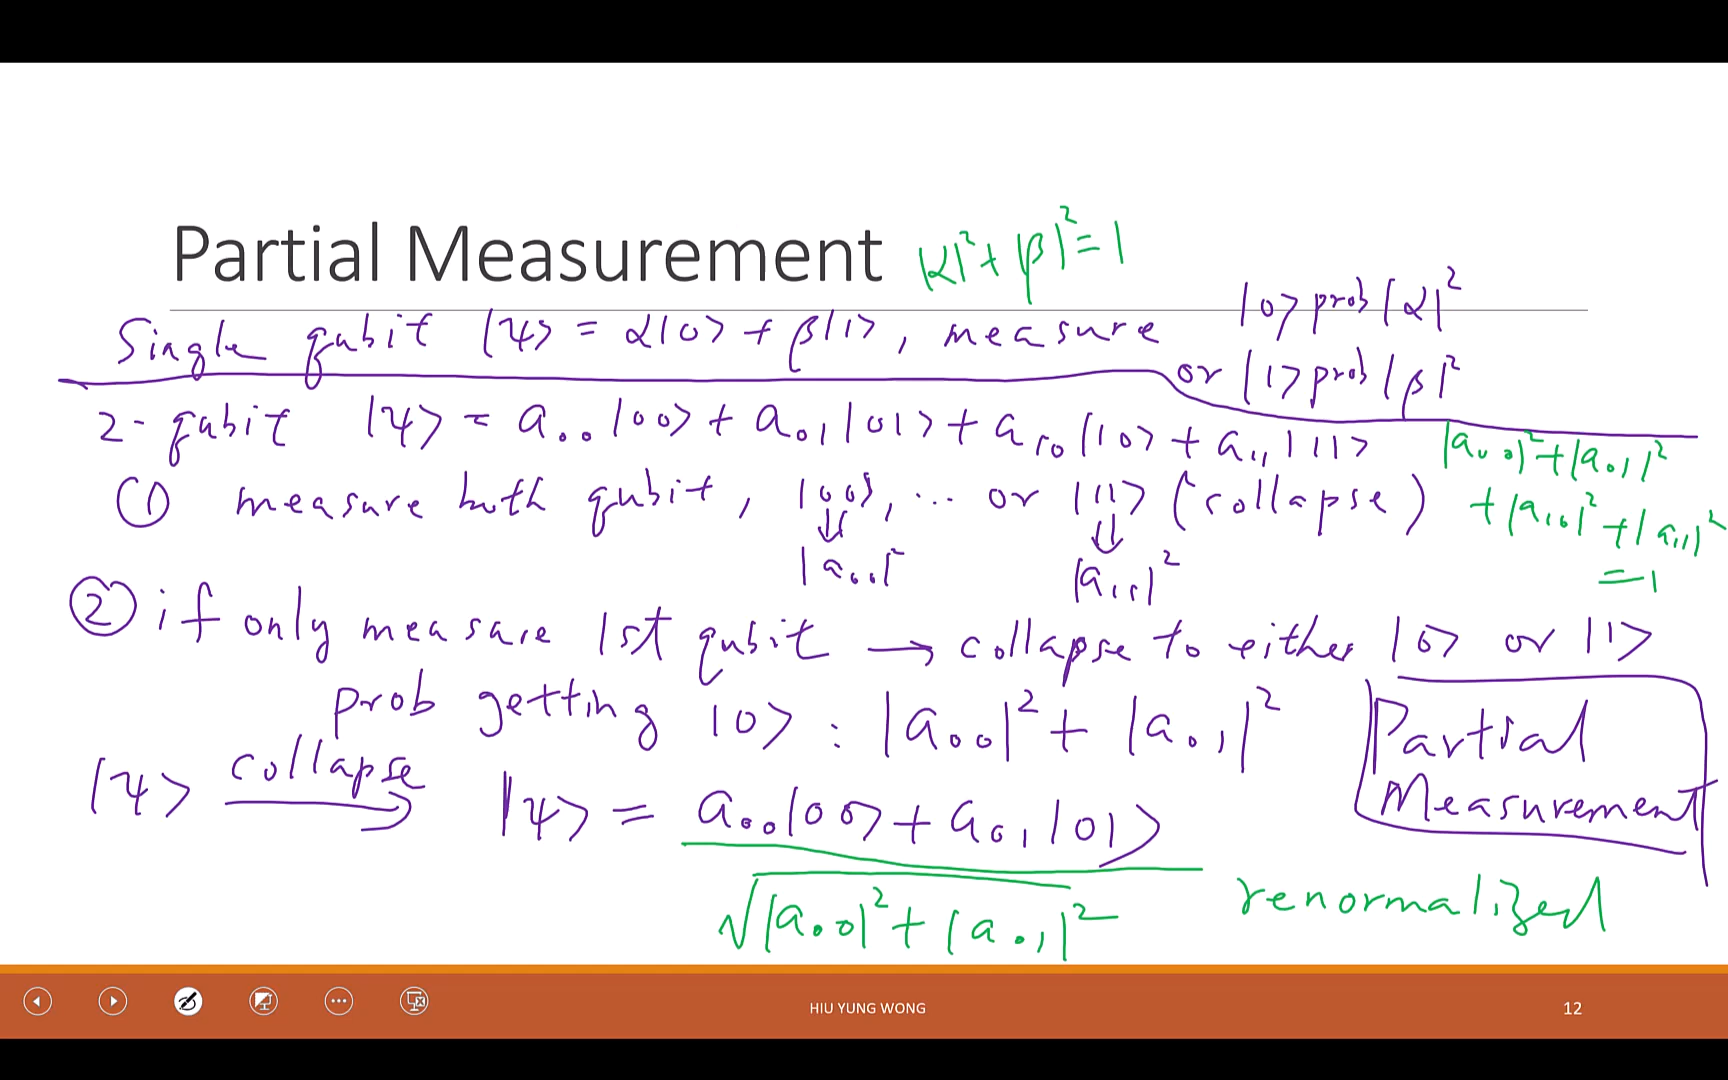 Partial Measurement |α|² + |β|² = 1
Single qubit |ψ> = α|0> + β|1>, measure |0> prob |α|²
or |1> prob |β|²
2-qubit |ψ> = a₀₀|00> + a₀₁|01> + a₁₀|10> + a₁₁|11> |a₀₀|² + |a₀₁|²
+ |a₁₀|² + |a₁₁|²
= 1
① measure both qubit, |00>, ... or |11> (collapse)
⇓ ⇓
|a₀₀|² |a₁₁|²
② if only measure 1st qubit → collapse to either |0> or |1>
prob getting |0> : |a₀₀|² + |a₀₁|² Partial
Measurement
|ψ> collapse → |ψ> = a₀₀|00> + a₀₁|01>
√|a₀₀|² + |a₀₁|² renormalized
HIU YUNG WONG 12